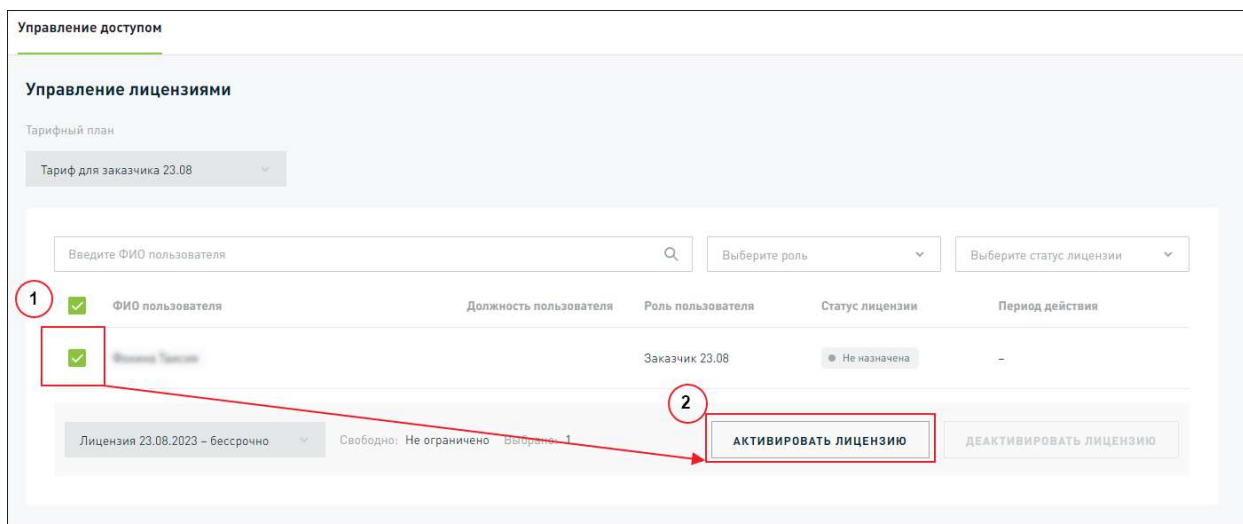 Управление доступом
Управление лицензиями
Тарифный план
Тариф для заказчика 23.08
Введите ФИО пользователя Выберите роль Выберите статус лицензии
1 ФИО пользователя Должность пользователя Роль пользователя Статус лицензии Период действия
Заказчик 23.08 Не назначена –
2
Лицензия 23.08.2023 – бессрочно Свободно: Не ограничено Выбрано: 1 АКТИВИРОВАТЬ ЛИЦЕНЗИЮ ДЕАКТИВИРОВАТЬ ЛИЦЕНЗИЮ